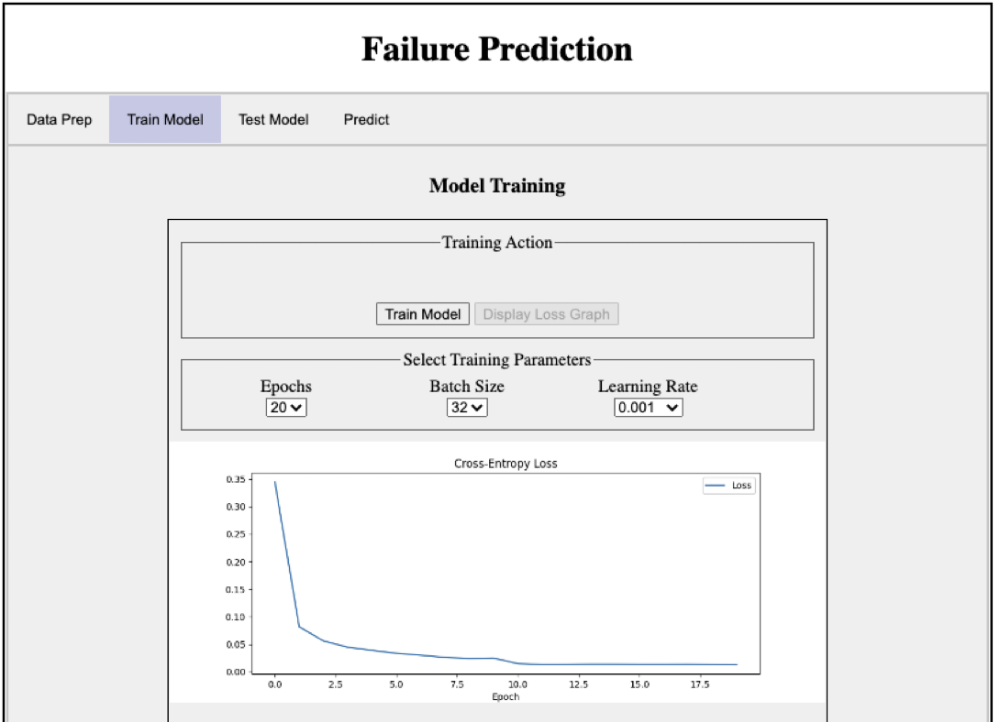 Failure Prediction
Data Prep Train Model Test Model Predict
Model Training
Training Action
Train Model Display Loss Graph
Select Training Parameters
Epochs Batch Size Learning Rate
20 32 0.001
Cross-Entropy Loss
Loss
0.35
0.30
0.25
0.20
0.15
0.10
0.05
0.00
0.0 2.5 5.0 7.5 10.0 12.5 15.0 17.5
Epoch